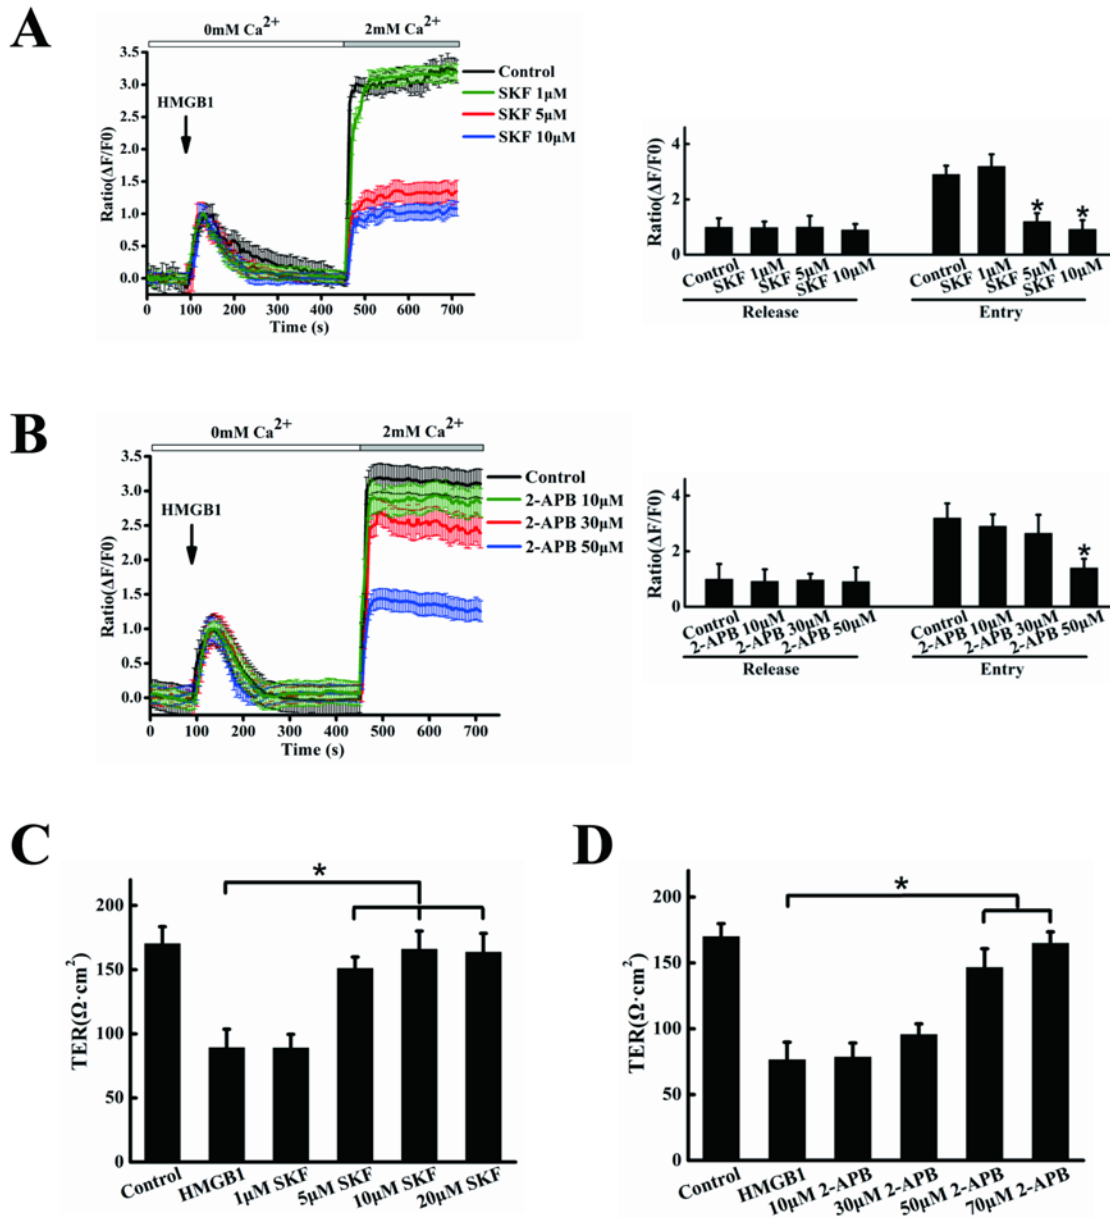 A
0mM Ca2+
2mM Ca2+
3.5
3.0
2.5
2.0
1.5
1.0
0.5
0.0
Ratio(ΔF/F0)
HMGB1
Control
SKF 1μM
SKF 5μM
SKF 10μM
0 100 200 300 400 500 600 700
Time (s)
Ratio(ΔF/F0)
4
2
0
* *
Control SKF 1μM SKF 5μM SKF 10μM
Control SKF 1μM SKF 5μM SKF 10μM
Release
Entry
B
0mM Ca2+
2mM Ca2+
3.5
3.0
2.5
2.0
1.5
1.0
0.5
0.0
Ratio(ΔF/F0)
HMGB1
Control
2-APB 10μM
2-APB 30μM
2-APB 50μM
0 100 200 300 400 500 600 700
Time (s)
Ratio(ΔF/F0)
4
2
0
*
Control 2-APB 10μM 2-APB 30μM 2-APB 50μM
Control 2-APB 10μM 2-APB 30μM 2-APB 50μM
Release
Entry
C
*
200
150
100
50
0
TER(Ω·cm2)
Control HMGB1 1μM SKF 5μM SKF 10μM SKF 20μM SKF
D
*
200
150
100
50
0
TER(Ω·cm2)
Control HMGB1 10μM 2-APB 30μM 2-APB 50μM 2-APB 70μM 2-APB